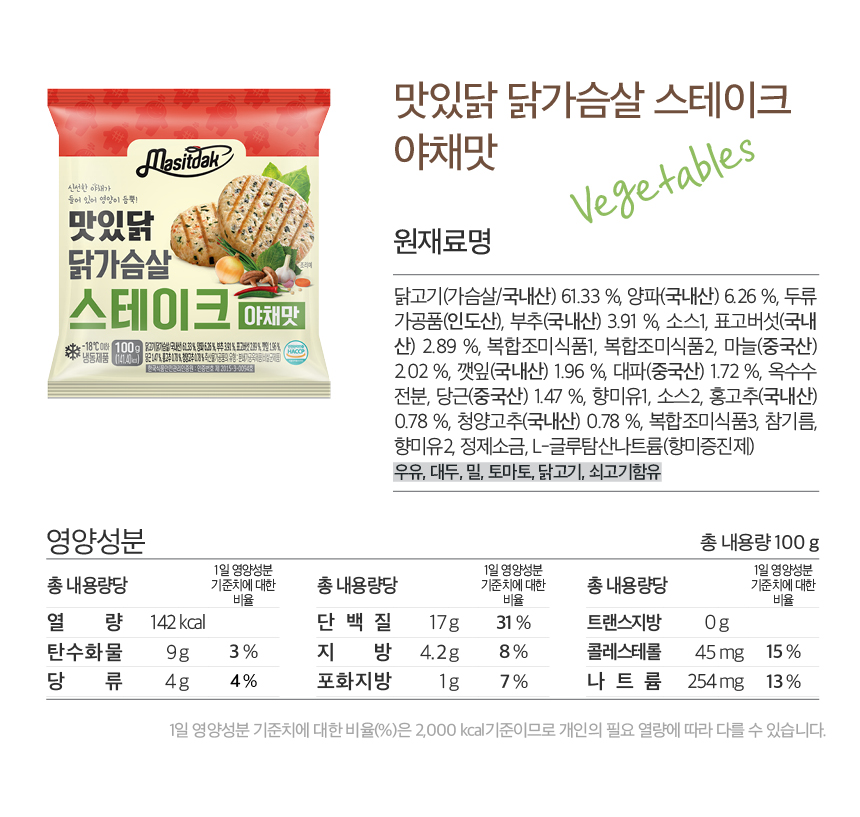 맛있닭 닭가슴살 스테이크
야채맛
Vegetables
Masitdak
신선한 야채가
들어 있어 영양이 듬뿍!
맛있닭
닭가슴살
스테이크 야채맛
조리예
-18℃ 이하
냉동제품
100g
HACCP
원재료명
닭고기(가슴살/국내산) 61.33 %, 양파(국내산) 6.26 %, 두류
가공품(인도산), 부추(국내산) 3.91 %, 소스1, 표고버섯(국내
산) 2.89 %, 복합조미식품1, 복합조미식품2, 마늘(중국산)
2.02 %, 깻잎(국내산) 1.96 %, 대파(중국산) 1.72 %, 옥수수
전분, 당근(중국산) 1.47 %, 향미유1, 소스2, 홍고추(국내산)
0.78 %, 청양고추(국내산) 0.78 %, 복합조미식품3, 참기름,
향미유2, 정제소금, L-글루탐산나트륨(향미증진제)
우유, 대두, 밀, 토마토, 닭고기, 쇠고기함유
영양성분 총 내용량 100 g
총 내용량당 1일 영양성분 기준치에 대한 비율 총 내용량당 1일 영양성분 기준치에 대한 비율 총 내용량당 1일 영양성분 기준치에 대한 비율
열 량 142 kcal 단 백 질 17 g 31 % 트랜스지방 0 g
탄수화물 9 g 3 % 지 방 4.2 g 8 % 콜레스테롤 45 mg 15 %
당 류 4 g 4 % 포화지방 1 g 7 % 나 트 륨 254 mg 13 %
1일 영양성분 기준치에 대한 비율(%)은 2,000 kcal기준이므로 개인의 필요 열량에 따라 다를 수 있습니다.